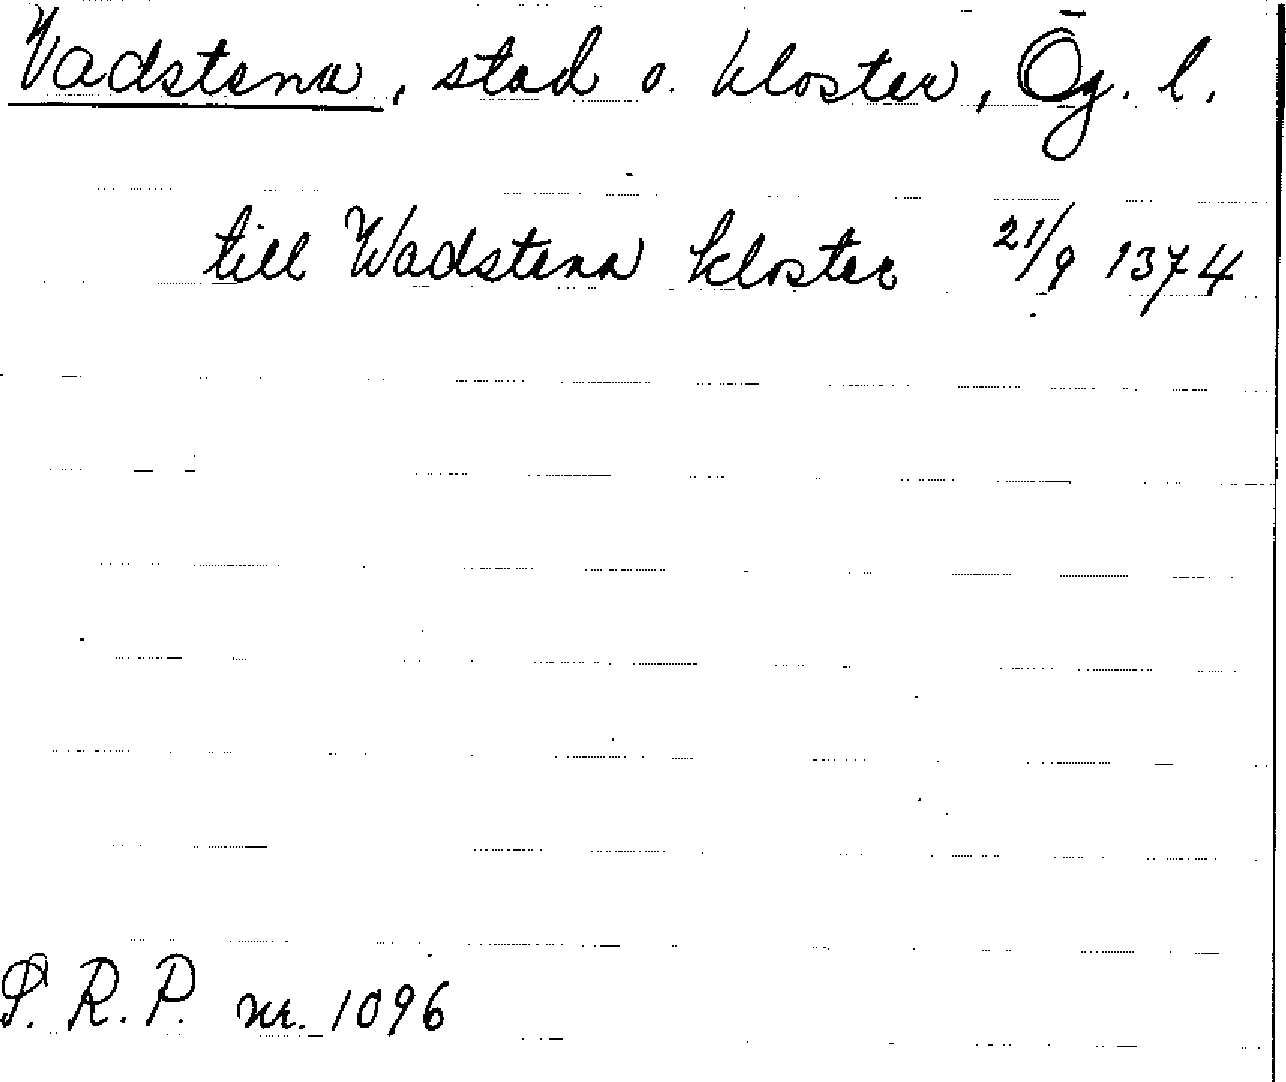 Vadstena, stad o. kloster, Ög. l.
till Wadstena kloster 21/9 1374
S. R. P. nr. 1096